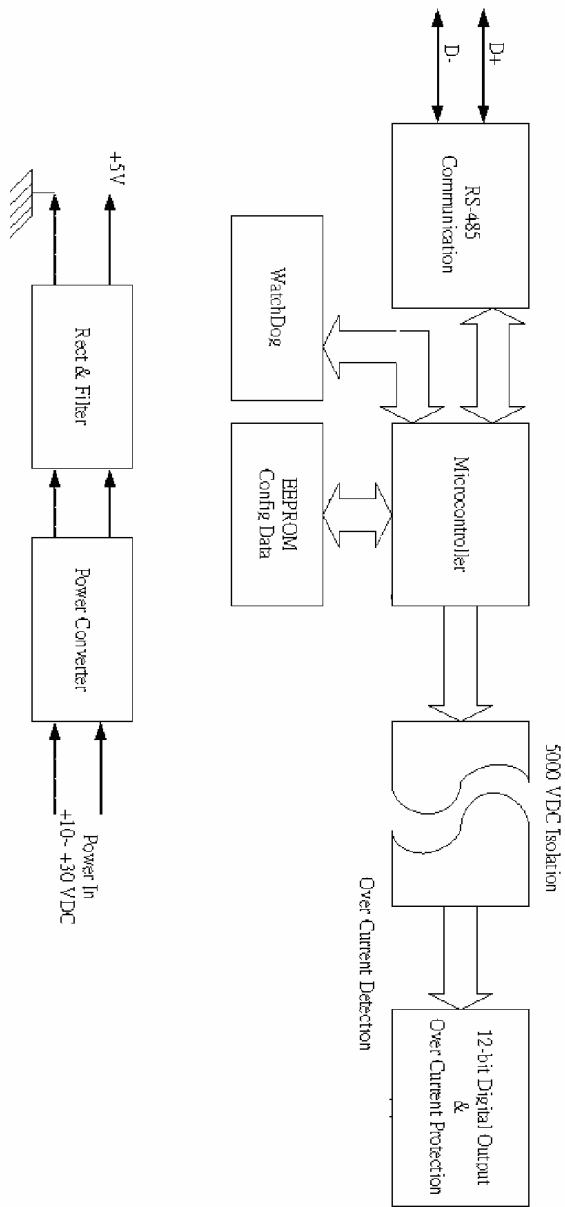 5000 VDC Isolation
D+
D-
RS-485
Communication
Microcontroller
12-bit Digital Output
&
Over Current Protection
Over Current Detection
WatchDog
EEPROM
Config Data
+5V
Rect & Filter
Power Converter
Power In
+10~ +30 VDC